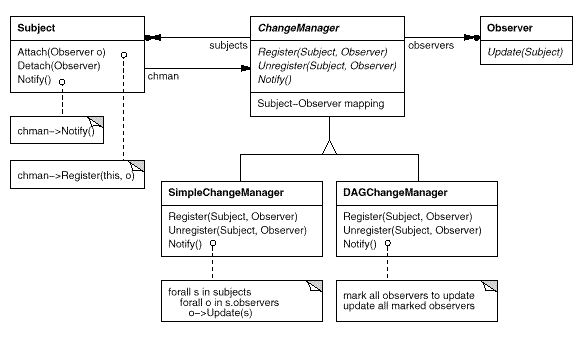 Subject
Attach(Observer o)
Detach(Observer)
Notify()
chman->Notify()
chman->Register(this, o)
subjects
chman
ChangeManager
Register(Subject, Observer)
Unregister(Subject, Observer)
Notify()
Subject-Observer mapping
observers
Observer
Update(Subject)
SimpleChangeManager
Register(Subject, Observer)
Unregister(Subject, Observer)
Notify()
forall s in subjects
forall o in s.observers
o->Update(s)
DAGChangeManager
Register(Subject, Observer)
Unregister(Subject, Observer)
Notify()
mark all observers to update
update all marked observers